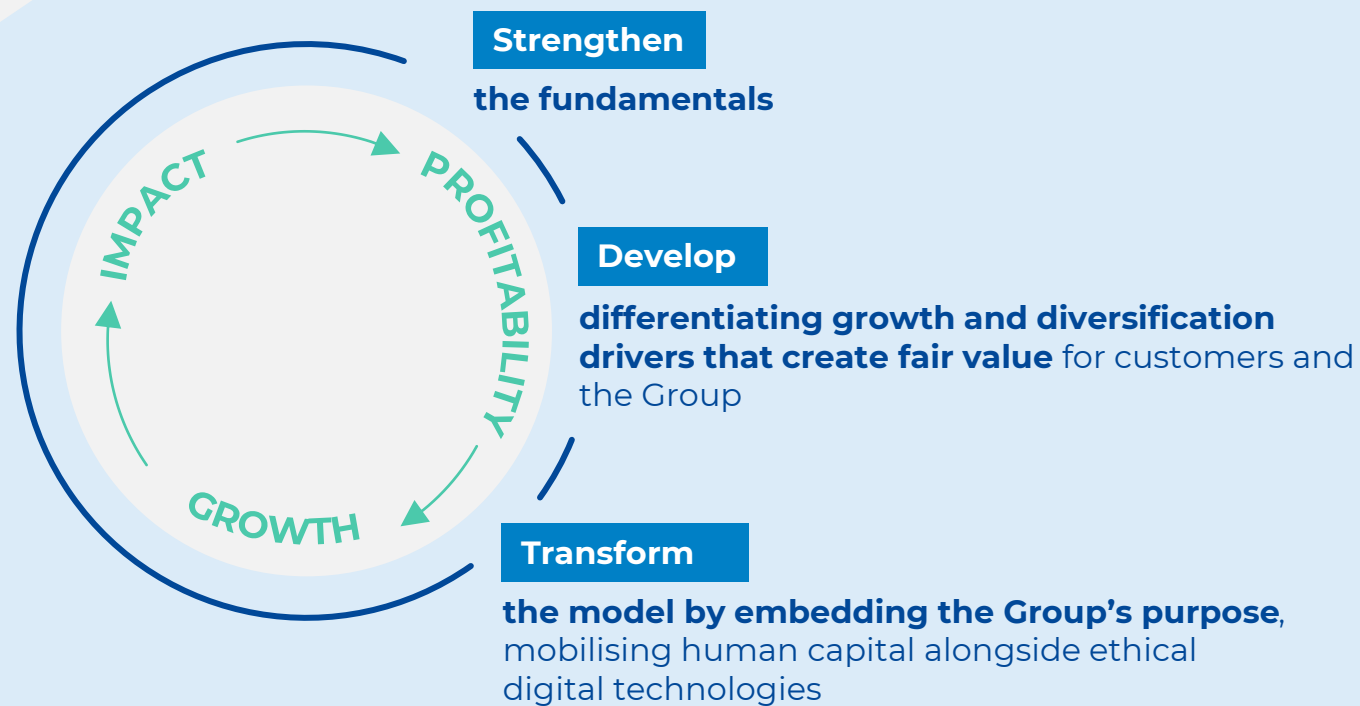 Strengthen
the fundamentals
IMPACT
PROFITABILITY
GROWTH
Develop
differentiating growth and diversification
drivers that create fair value for customers and
the Group
Transform
the model by embedding the Group’s purpose,
mobilising human capital alongside ethical
digital technologies